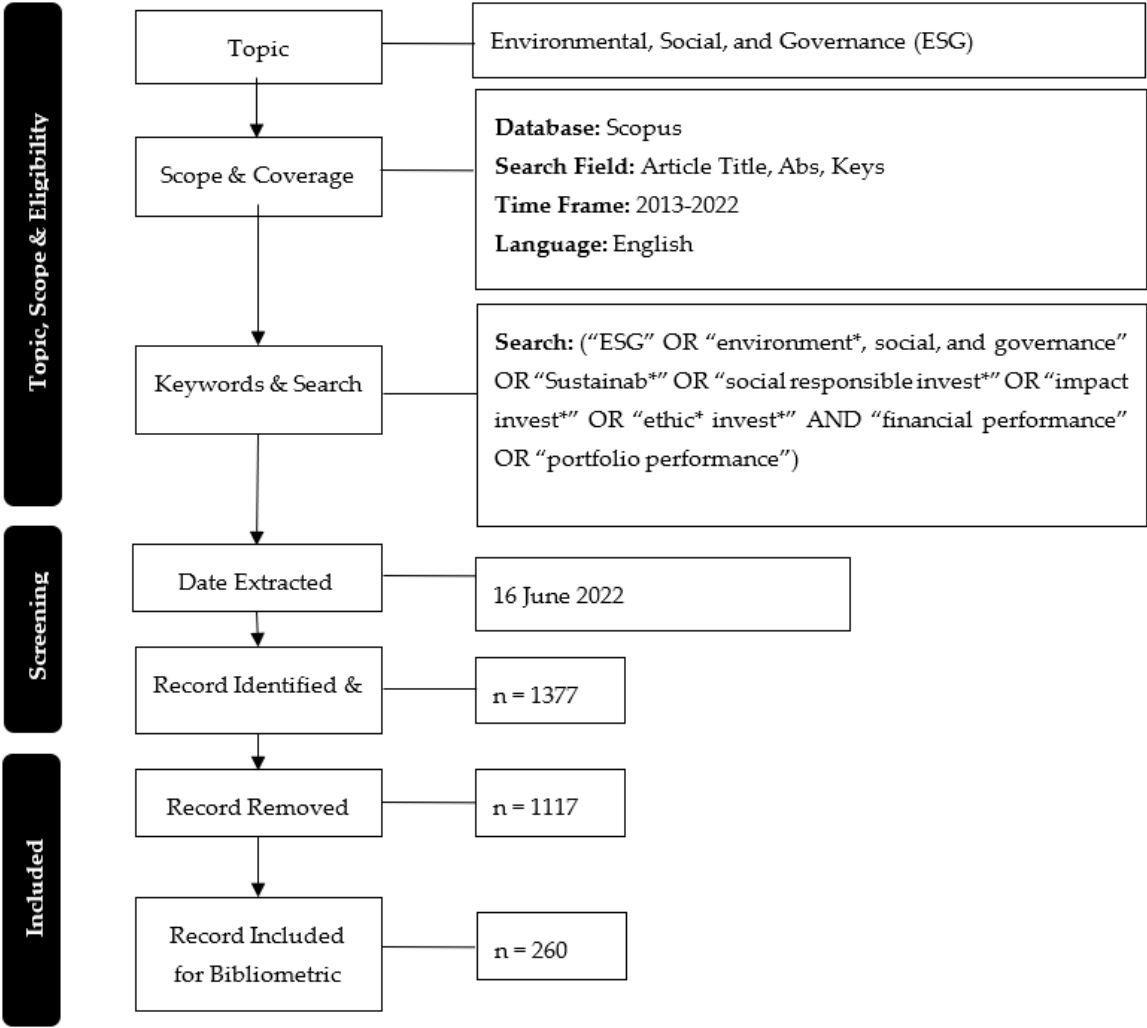 Topic, Scope & Eligibility
Topic
Environmental, Social, and Governance (ESG)
Scope & Coverage
Database: Scopus
Search Field: Article Title, Abs, Keys
Time Frame: 2013-2022
Language: English
Keywords & Search
Search: (“ESG” OR “environment*, social, and governance”
OR “Sustainab*” OR “social responsible invest*” OR “impact
invest*” OR “ethic* invest*” AND “financial performance”
OR “portfolio performance”)
Screening
Date Extracted
16 June 2022
Record Identified &
n = 1377
Included
Record Removed
n = 1117
Record Included
for Bibliometric
n = 260